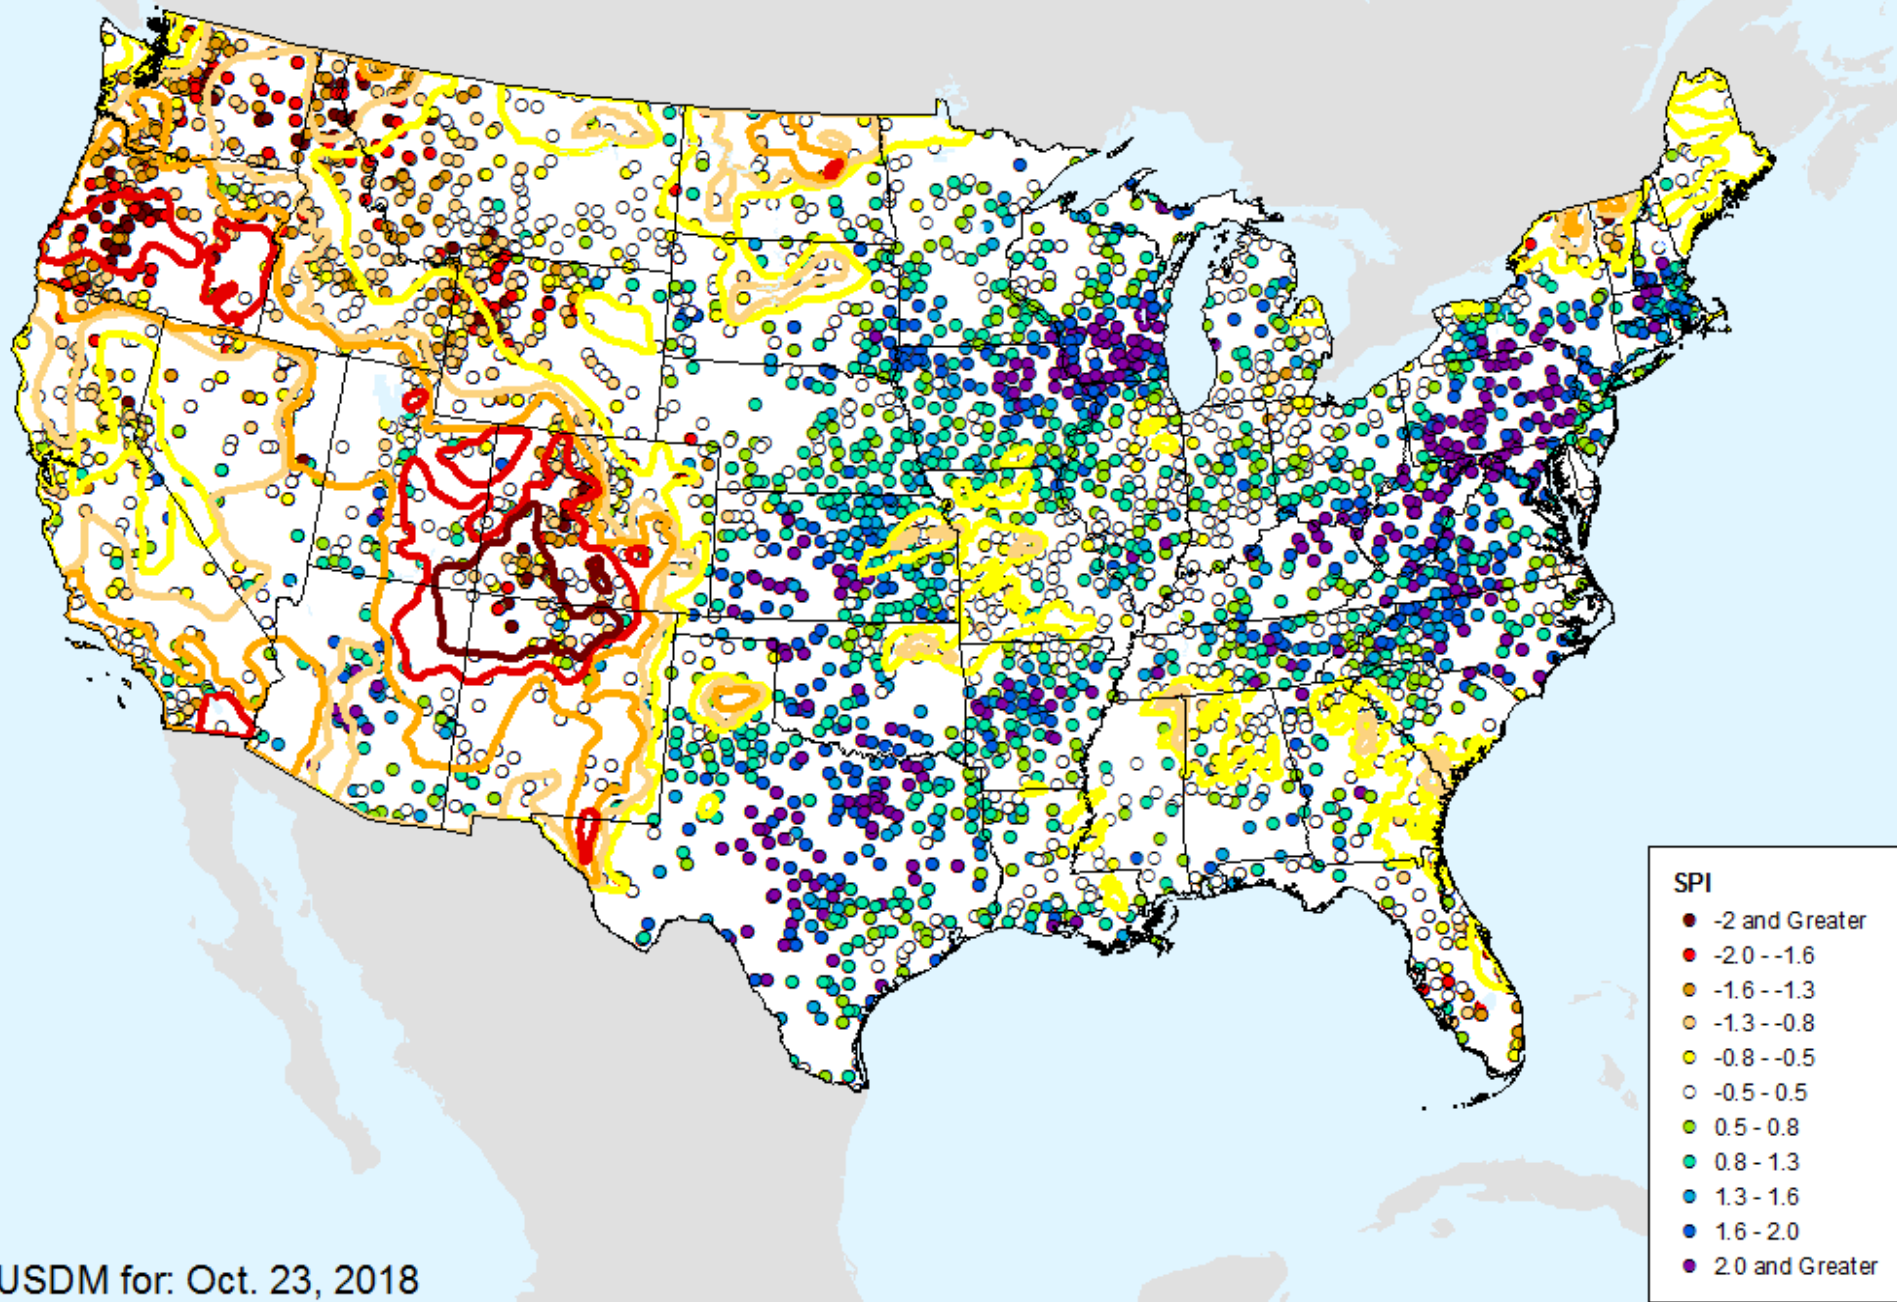 SPI
-2 and Greater
-2.0 - -1.6
-1.6 - -1.3
-1.3 - -0.8
-0.8 - -0.5
-0.5 - 0.5
0.5 - 0.8
0.8 - 1.3
1.3 - 1.6
1.6 - 2.0
2.0 and Greater
USDM for: Oct. 23, 2018